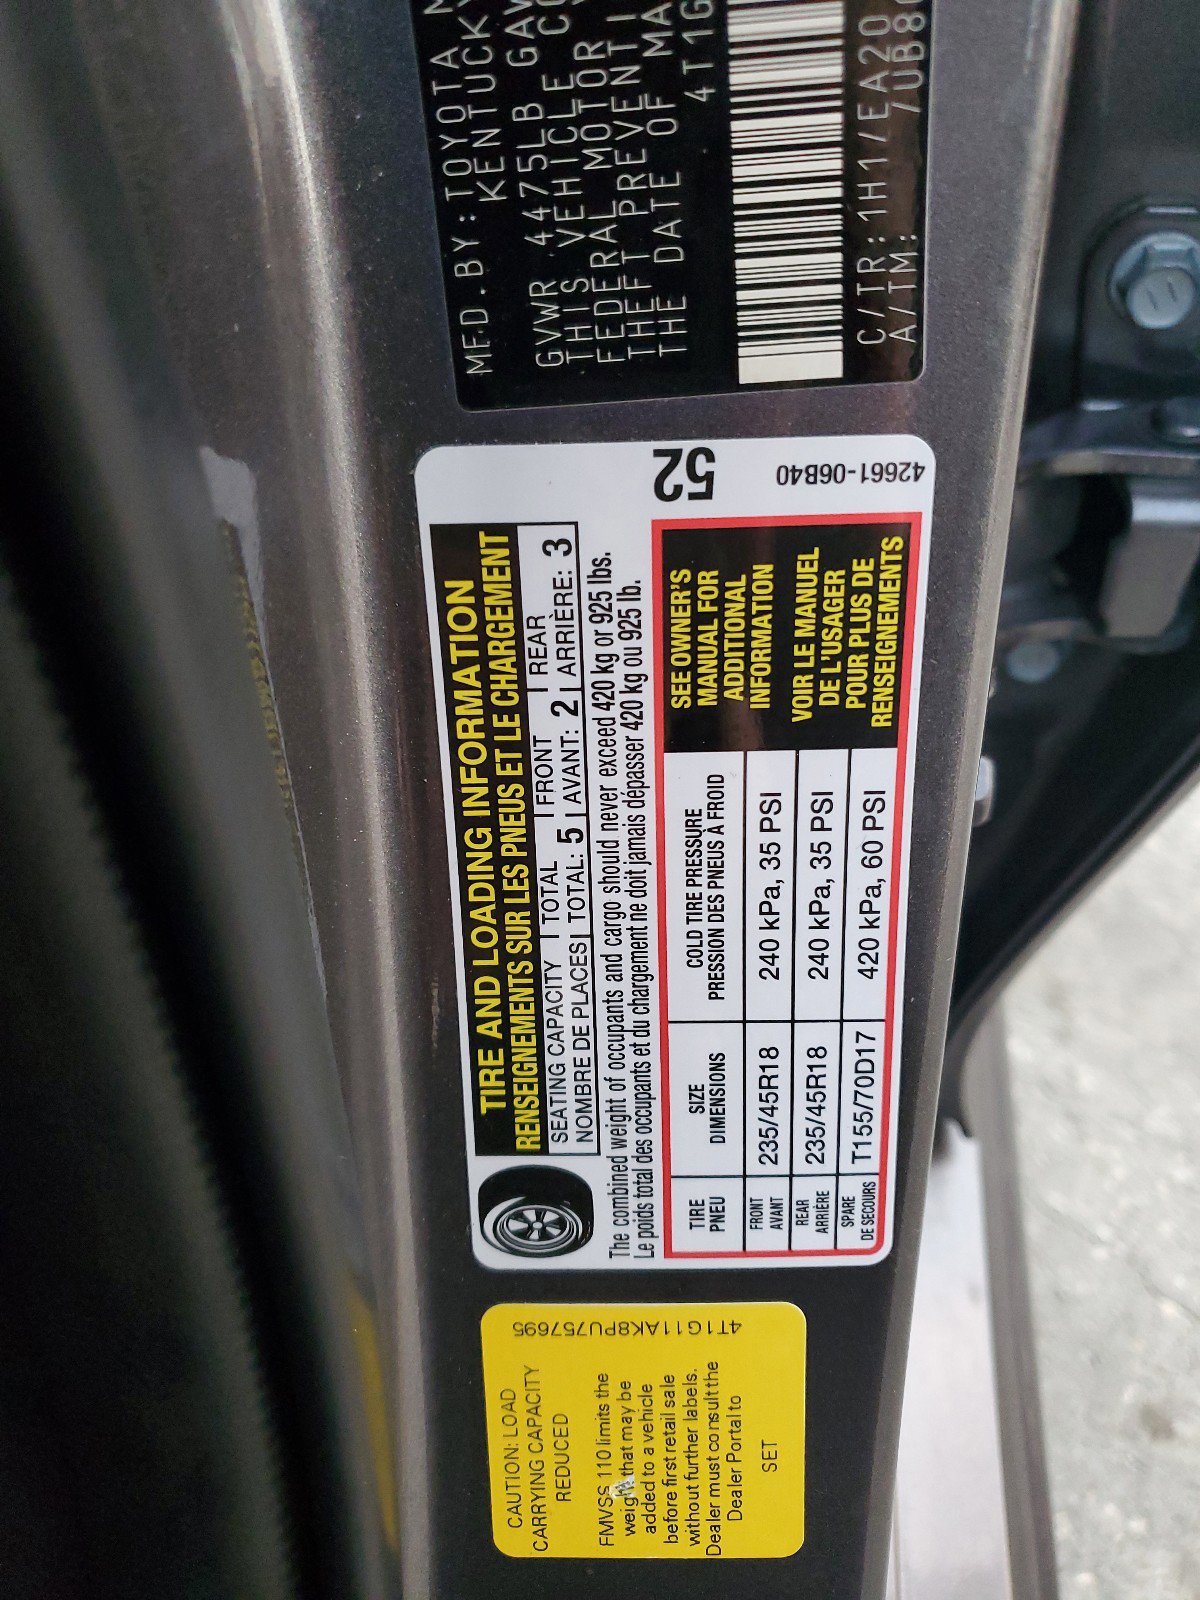 MFD.BY:TOYOTA
KENTUCKY
GVWR 4475LB
THIS VEHICLE
FEDERAL MOTOR
THEFT PREVENTI
THE DATE OF
4T1G
C/TR:1H1/EA20
A/TM:
52
42661-06B40
TIRE AND LOADING INFORMATION
RENSEIGNEMENTS SUR LES PNEUS ET LE CHARGEMENT
SEATING CAPACITY TOTAL FRONT REAR
NOMBRE DE PLACES TOTAL: 5 AVANT: 2 ARRIÈRE: 3
The combined weight of occupants and cargo should never exceed 420 kg or 925 lbs.
Le poids total des occupants et du chargement ne doit jamais dépasser 420 kg ou 925 lb.
TIRE SIZE COLD TIRE PRESSURE
PNEU DIMENSIONS PRESSION DES PNEUS À FROID
FRONT
AVANT 235/45R18 240 kPa, 35 PSI
REAR
ARRIÈRE 235/45R18 240 kPa, 35 PSI
SPARE
DE SECOURS T155/70D17 420 kPa, 60 PSI
SEE OWNER'S
MANUAL FOR
ADDITIONAL
INFORMATION
VOIR LE MANUEL
DE L'USAGER
POUR PLUS DE
RENSEIGNEMENTS
4T1G11AK8PU757695
CAUTION: LOAD
CARRYING CAPACITY
REDUCED
FMVSS 110 limits the
weight that may be
added to a vehicle
before first retail sale
without further labels.
Dealer must consult the
Dealer Portal to
SET